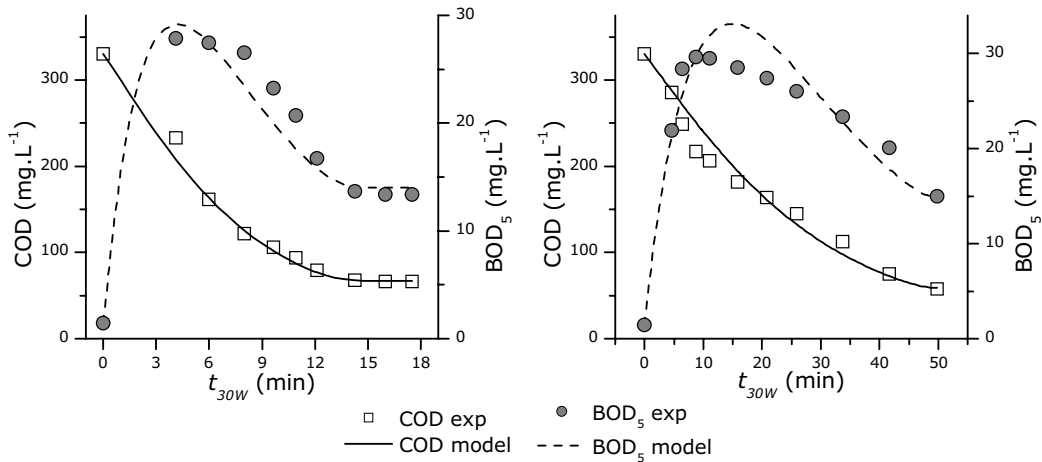 COD (mg.L⁻¹)
300
200
100
0
30
20
10
0
BOD₅ (mg.L⁻¹)
0 3 6 9 12 15 18
t₃₀W (min)
COD (mg.L⁻¹)
300
200
100
0
30
20
10
0
BOD₅ (mg.L⁻¹)
0 10 20 30 40 50
t₃₀W (min)
COD exp
BOD₅ exp
COD model
BOD₅ model